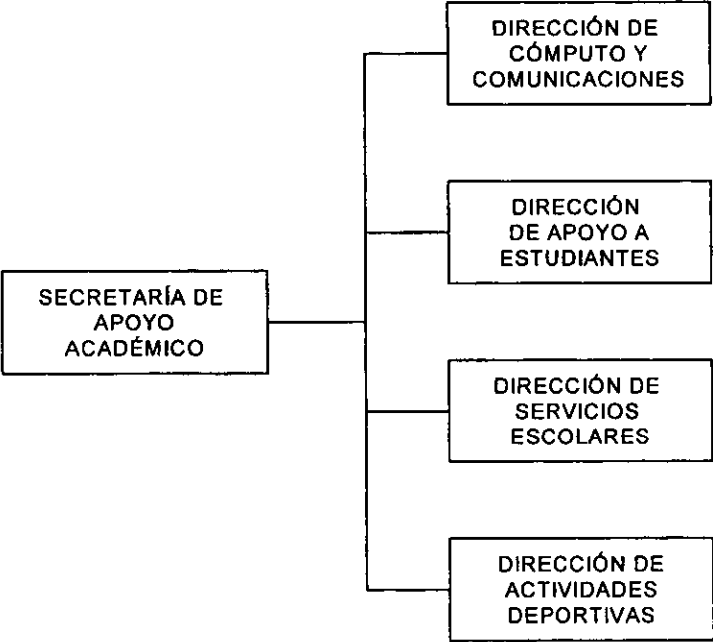 DIRECCIÓN DE
CÓMPUTO Y
COMUNICACIONES
DIRECCIÓN
DE APOYO A
ESTUDIANTES
SECRETARÍA DE
APOYO
ACADÉMICO
DIRECCIÓN DE
SERVICIOS
ESCOLARES
DIRECCIÓN DE
ACTIVIDADES
DEPORTIVAS